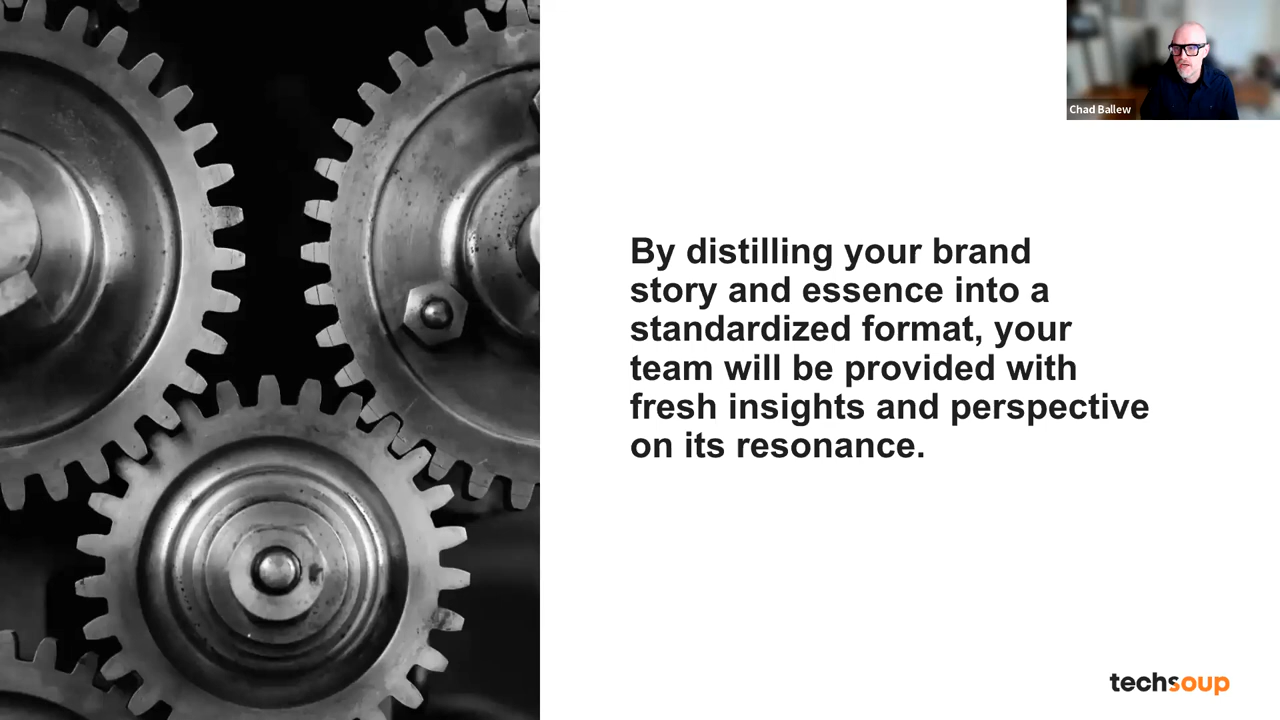 Chad Ballew
By distilling your brand
story and essence into a
standardized format, your
team will be provided with
fresh insights and perspective
on its resonance.
techsoup